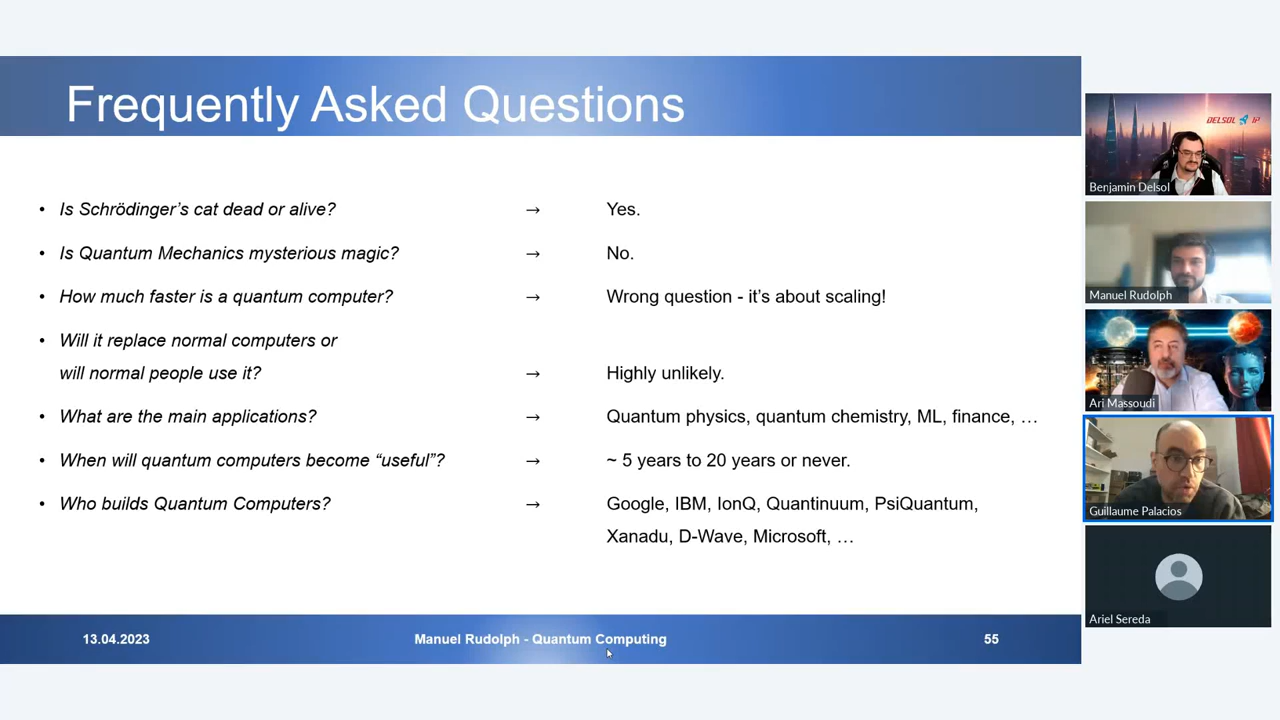 Frequently Asked Questions
• Is Schrödinger's cat dead or alive? → Yes.
• Is Quantum Mechanics mysterious magic? → No.
• How much faster is a quantum computer? → Wrong question - it's about scaling!
• Will it replace normal computers or
will normal people use it? → Highly unlikely.
• What are the main applications? → Quantum physics, quantum chemistry, ML, finance, …
• When will quantum computers become “useful”? → ~ 5 years to 20 years or never.
• Who builds Quantum Computers? → Google, IBM, IonQ, Quantinuum, PsiQuantum,
Xanadu, D-Wave, Microsoft, …
13.04.2023 Manuel Rudolph - Quantum Computing 55
DELSOL IP
Benjamin Delsol
Manuel Rudolph
Ari Massoudi
Guillaume Palacios
Ariel Sereda